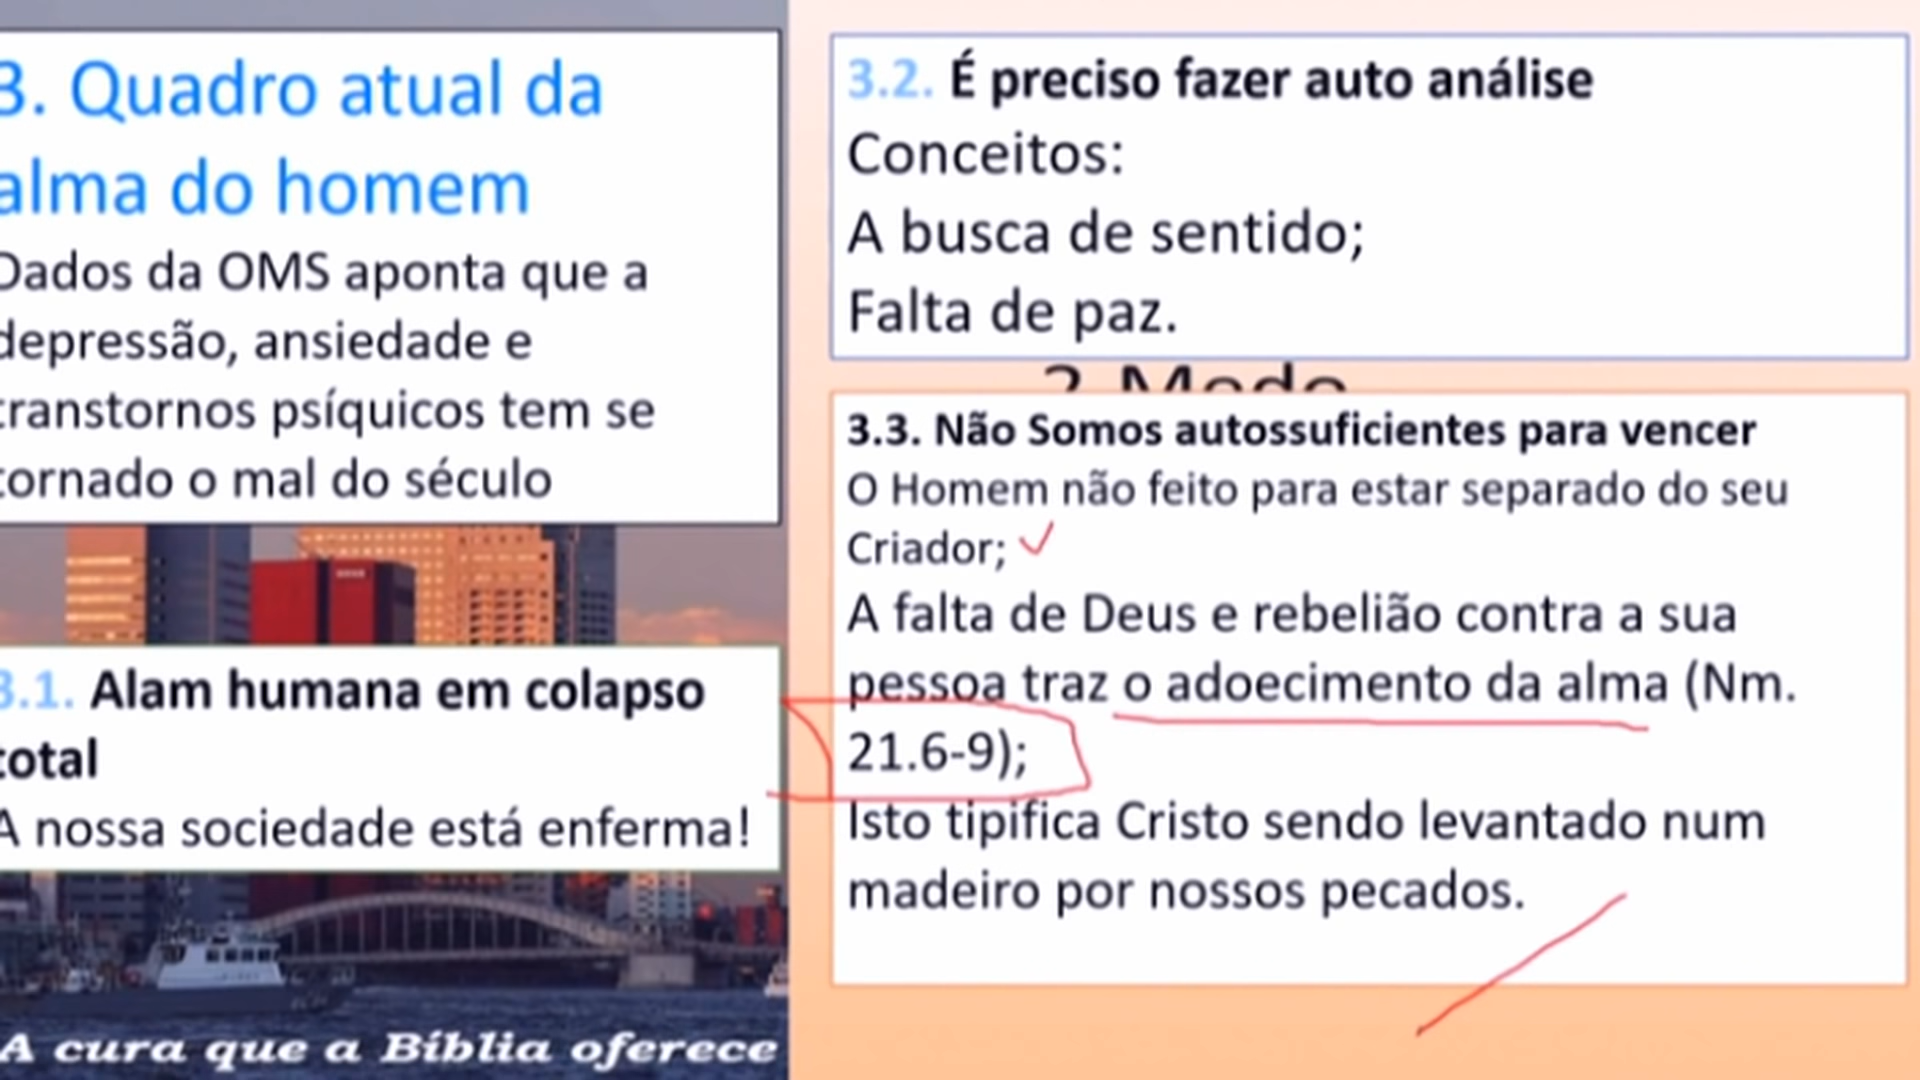 3. Quadro atual da
alma do homem
Dados da OMS aponta que a
depressão, ansiedade e
transtornos psíquicos tem se
tornado o mal do século
3.1. Alam humana em colapso
total
A nossa sociedade está enferma!
A cura que a Bíblia oferece
3.2. É preciso fazer auto análise
Conceitos:
A busca de sentido;
Falta de paz.
3.3. Não Somos autossuficientes para vencer
O Homem não feito para estar separado do seu
Criador;
A falta de Deus e rebelião contra a sua
pessoa traz o adoecimento da alma (Nm.
21.6-9);
Isto tipifica Cristo sendo levantado num
madeiro por nossos pecados.